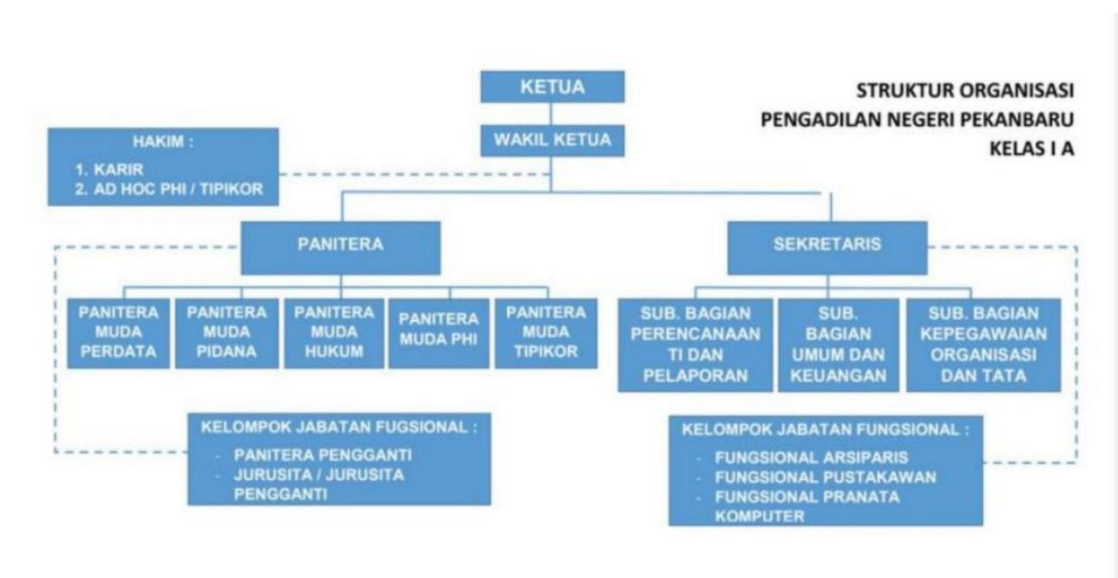 KETUA
STRUKTUR ORGANISASI
PENGADILAN NEGERI PEKANBARU
KELAS I A
WAKIL KETUA
HAKIM :
1. KARIR
2. AD HOC PHI / TIPIKOR
PANITERA
SEKRETARIS
PANITERA
MUDA
PERDATA
PANITERA
MUDA
PIDANA
PANITERA
MUDA
HUKUM
PANITERA
MUDA PHI
PANITERA
MUDA
TIPIKOR
SUB. BAGIAN
PERENCANAAN
TI DAN
PELAPORAN
SUB.
BAGIAN
UMUM DAN
KEUANGAN
SUB. BAGIAN
KEPEGAWAIAN
ORGANISASI
DAN TATA
KELOMPOK JABATAN FUGSIONAL :
- PANITERA PENGGANTI
- JURUSITA / JURUSITA
PENGGANTI
KELOMPOK JABATAN FUNGSIONAL :
- FUNGSIONAL ARSIPARIS
- FUNGSIONAL PUSTAKAWAN
- FUNGSIONAL PRANATA
KOMPUTER